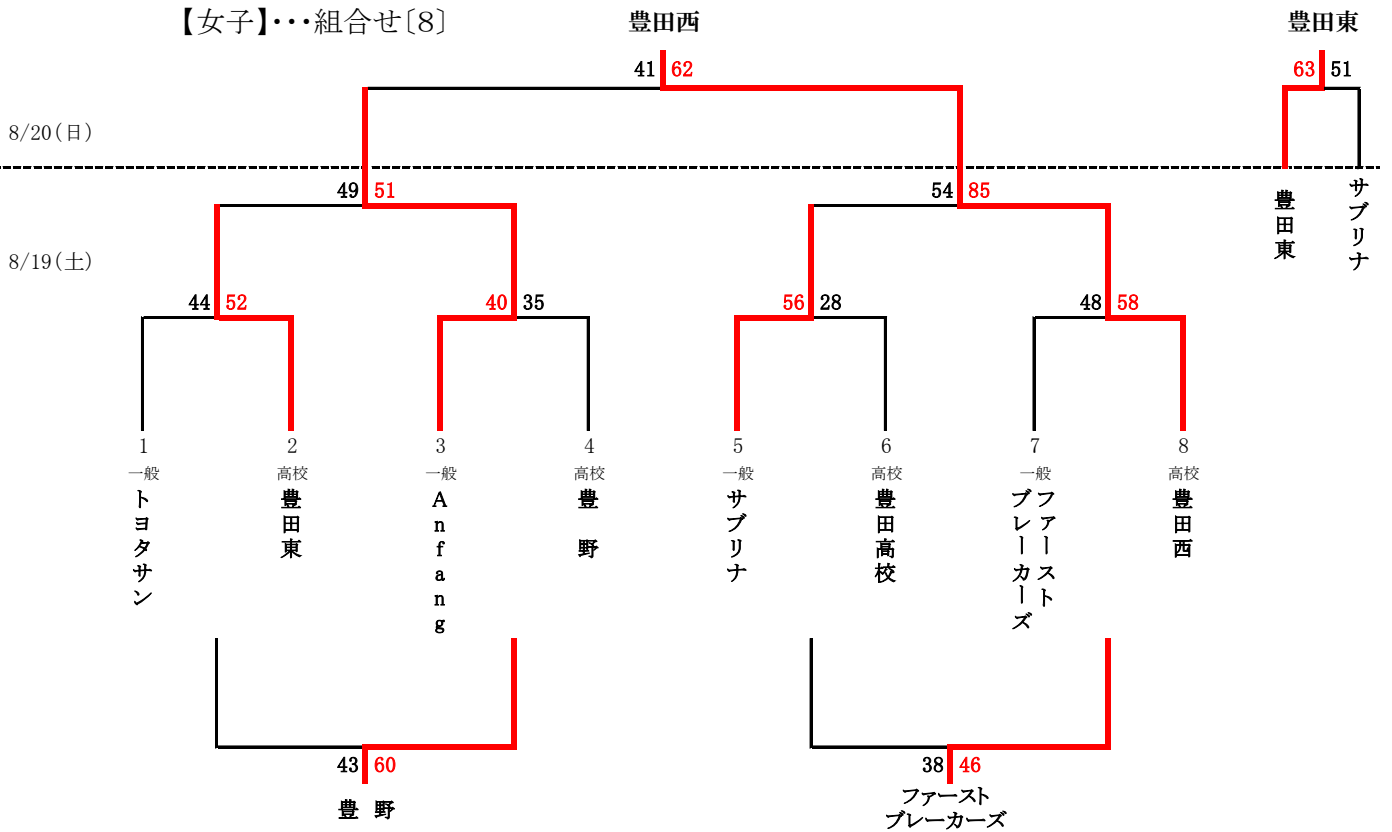 【女子】・・・組合せ〔8〕
豊田西
豊田東
41 62
63 51
8/20(日)
49 51
54 85
豊田東
サブリナ
8/19(土)
44 52
40 35
56 28
48 58
1
2
3
4
5
6
7
8
一般
高校
一般
高校
一般
高校
一般
高校
トヨタサン
豊田東
Anfang
豊 野
サブリナ
豊田高校
ファースト
ブレーカーズ
豊田西
43 60
38 46
豊 野
ファースト
ブレーカーズ